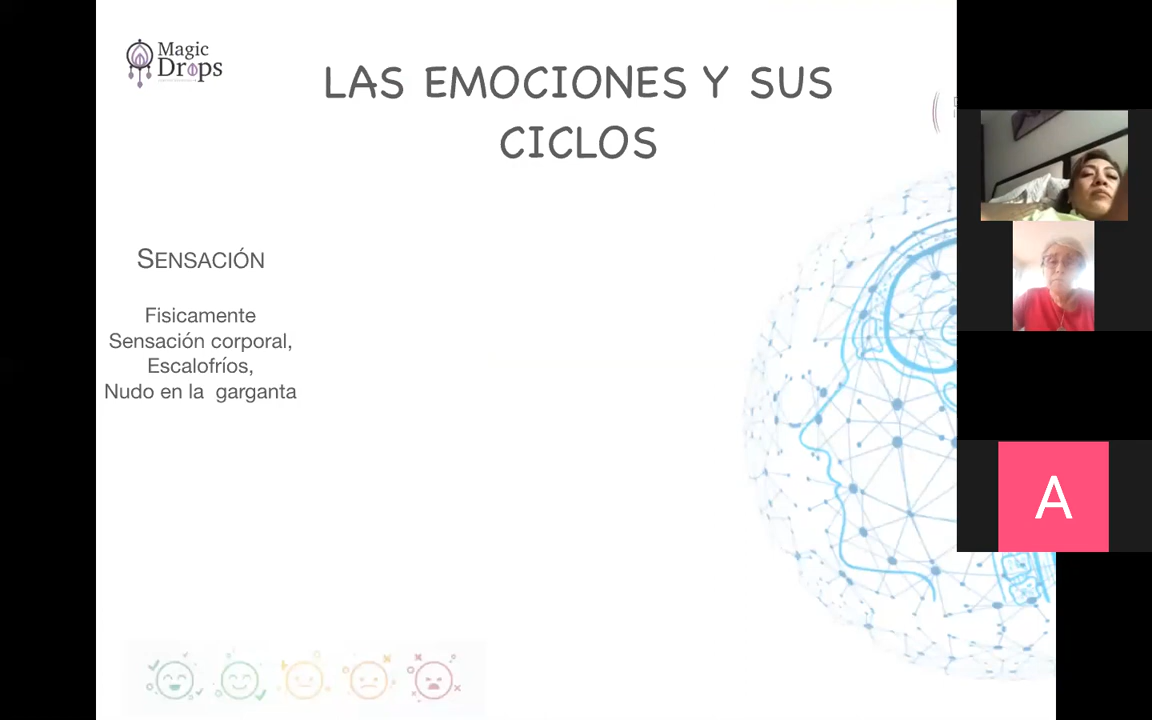 Magic
Drops
LAS EMOCIONES Y SUS
CICLOS
SENSACIÓN
Fisicamente
Sensación corporal,
Escalofríos,
Nudo en la garganta
A